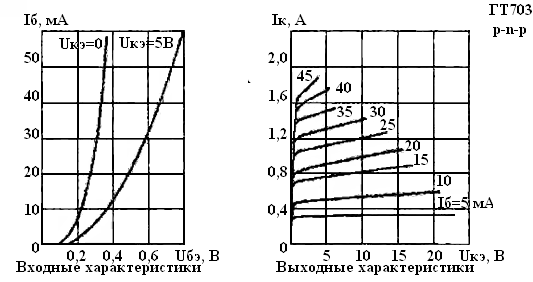 Iб, мА
Iк, А
ГТ703
p-n-p
Uкэ=0
Uкэ=5В
50
40
30
20
10
0
0,2
0,4
0,6
Uбэ, В
Входные характеристики
2,0
1,6
1,2
0,8
0,4
0
45
40
35
30
25
20
15
10
Iб=5 мА
5
10
15
20
Uкэ, В
Выходные характеристики